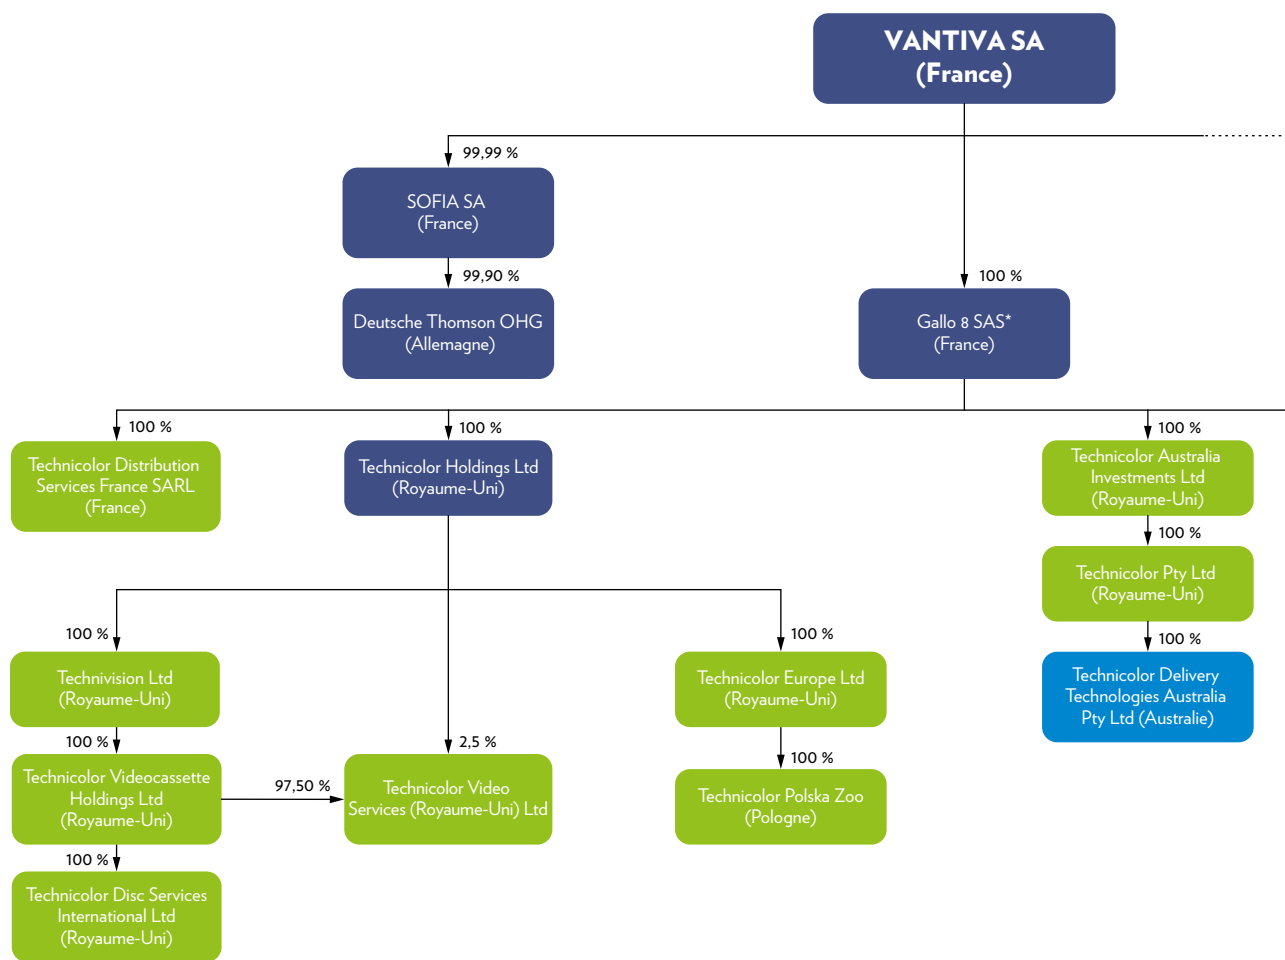 VANTIVA SA
(France)
99,99 %
SOFIA SA
(France)
99,90 %
100 %
Deutsche Thomson OHG
(Allemagne)
Gallo 8 SAS*
(France)
100 %
100 %
100 %
Technicolor Distribution
Services France SARL
(France)
Technicolor Holdings Ltd
(Royaume-Uni)
Technicolor Australia
Investments Ltd
(Royaume-Uni)
100 %
Technicolor Pty Ltd
(Royaume-Uni)
100 %
100 %
100 %
Technivision Ltd
(Royaume-Uni)
Technicolor Europe Ltd
(Royaume-Uni)
Technicolor Delivery
Technologies Australia
Pty Ltd (Australie)
100 %
2,5 %
100 %
Technicolor Videocassette
Holdings Ltd
(Royaume-Uni)
97,50 %
Technicolor Video
Services (Royaume-Uni) Ltd
Technicolor Polska Zoo
(Pologne)
100 %
Technicolor Disc Services
International Ltd
(Royaume-Uni)